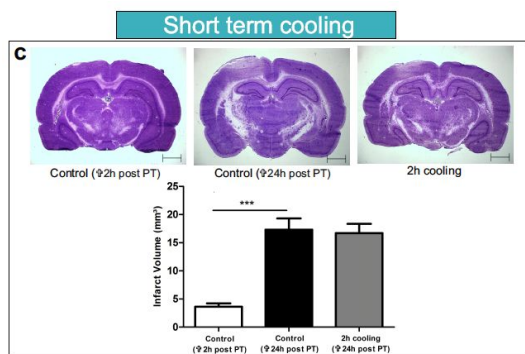 Short term cooling
C
Control (✞2h post PT)
Control (✞24h post PT)
2h cooling
Infarct Volume (mm³)
25
20
15
10
5
0
***
Control
(✞2h post PT)
Control
(✞24h post PT)
2h cooling
(✞24h post PT)